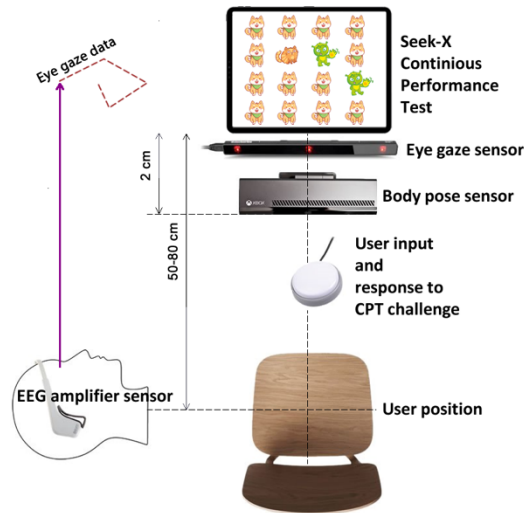 Eye gaze data
Seek-X
Continious
Performance
Test
Eye gaze sensor
2 cm
Body pose sensor
XBOX
50-80 cm
User input
and
response to
CPT challenge
EEG amplifier sensor
User position